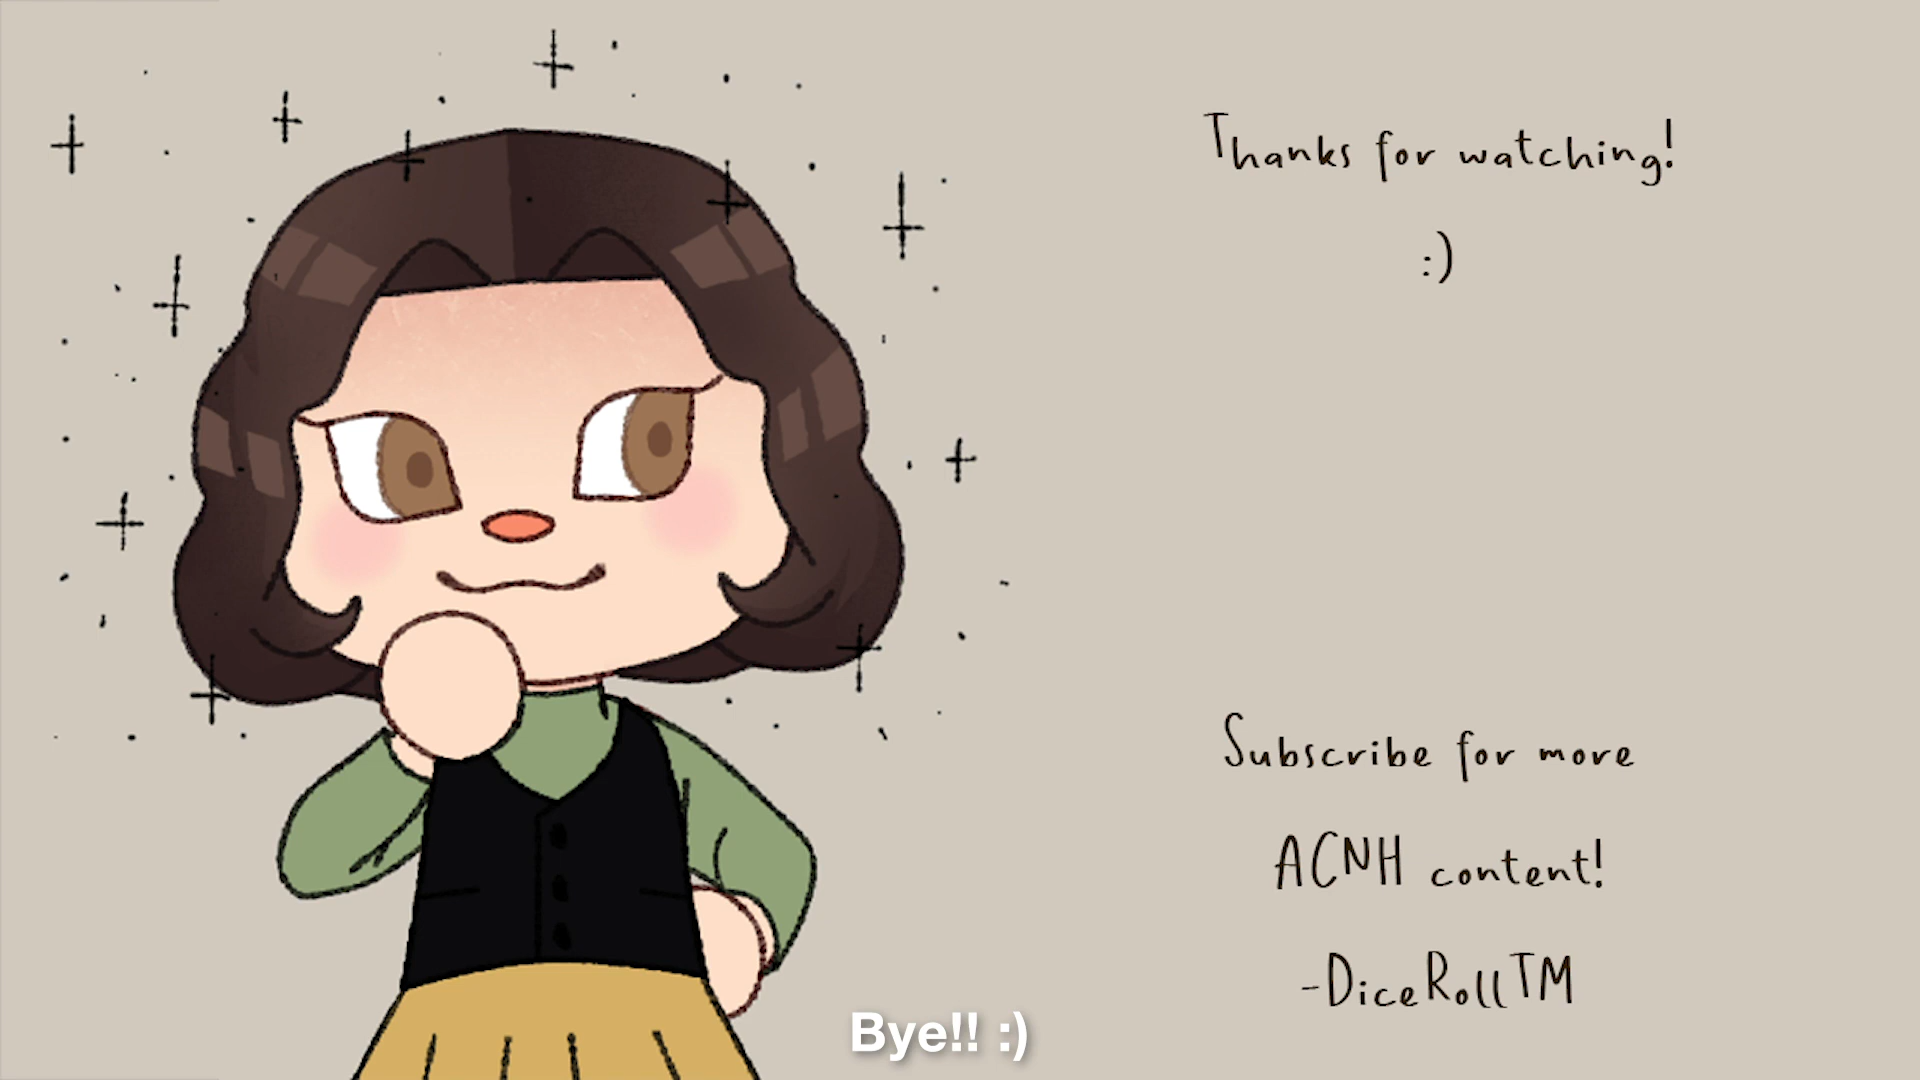 Thanks for watching!
:)
Subscribe for more
ACNH content!
-DiceRollTM
Bye!! :)